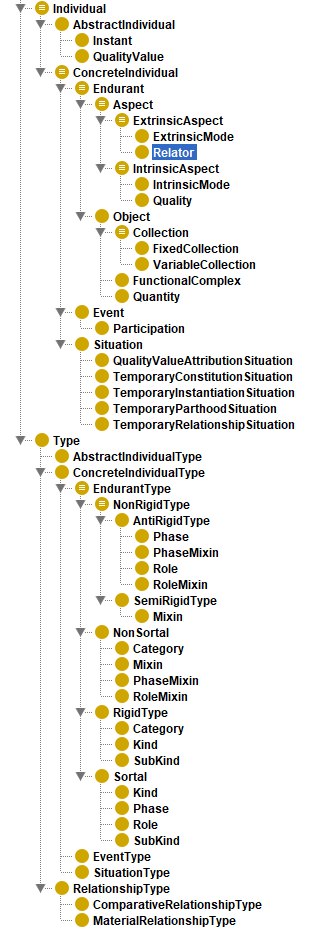 Individual
AbstractIndividual
Instant
QualityValue
ConcreteIndividual
Endurant
Aspect
ExtrinsicAspect
ExtrinsicMode
Relator
IntrinsicAspect
IntrinsicMode
Quality
Object
Collection
FixedCollection
VariableCollection
FunctionalComplex
Quantity
Event
Participation
Situation
QualityValueAttributionSituation
TemporaryConstitutionSituation
TemporaryInstantiationSituation
TemporaryParthoodSituation
TemporaryRelationshipSituation
Type
AbstractIndividualType
ConcreteIndividualType
EndurantType
NonRigidType
AntiRigidType
Phase
PhaseMixin
Role
RoleMixin
SemiRigidType
Mixin
NonSortal
Category
Mixin
PhaseMixin
RoleMixin
RigidType
Category
Kind
SubKind
Sortal
Kind
Phase
Role
SubKind
EventType
SituationType
RelationshipType
ComparativeRelationshipType
MaterialRelationshipType